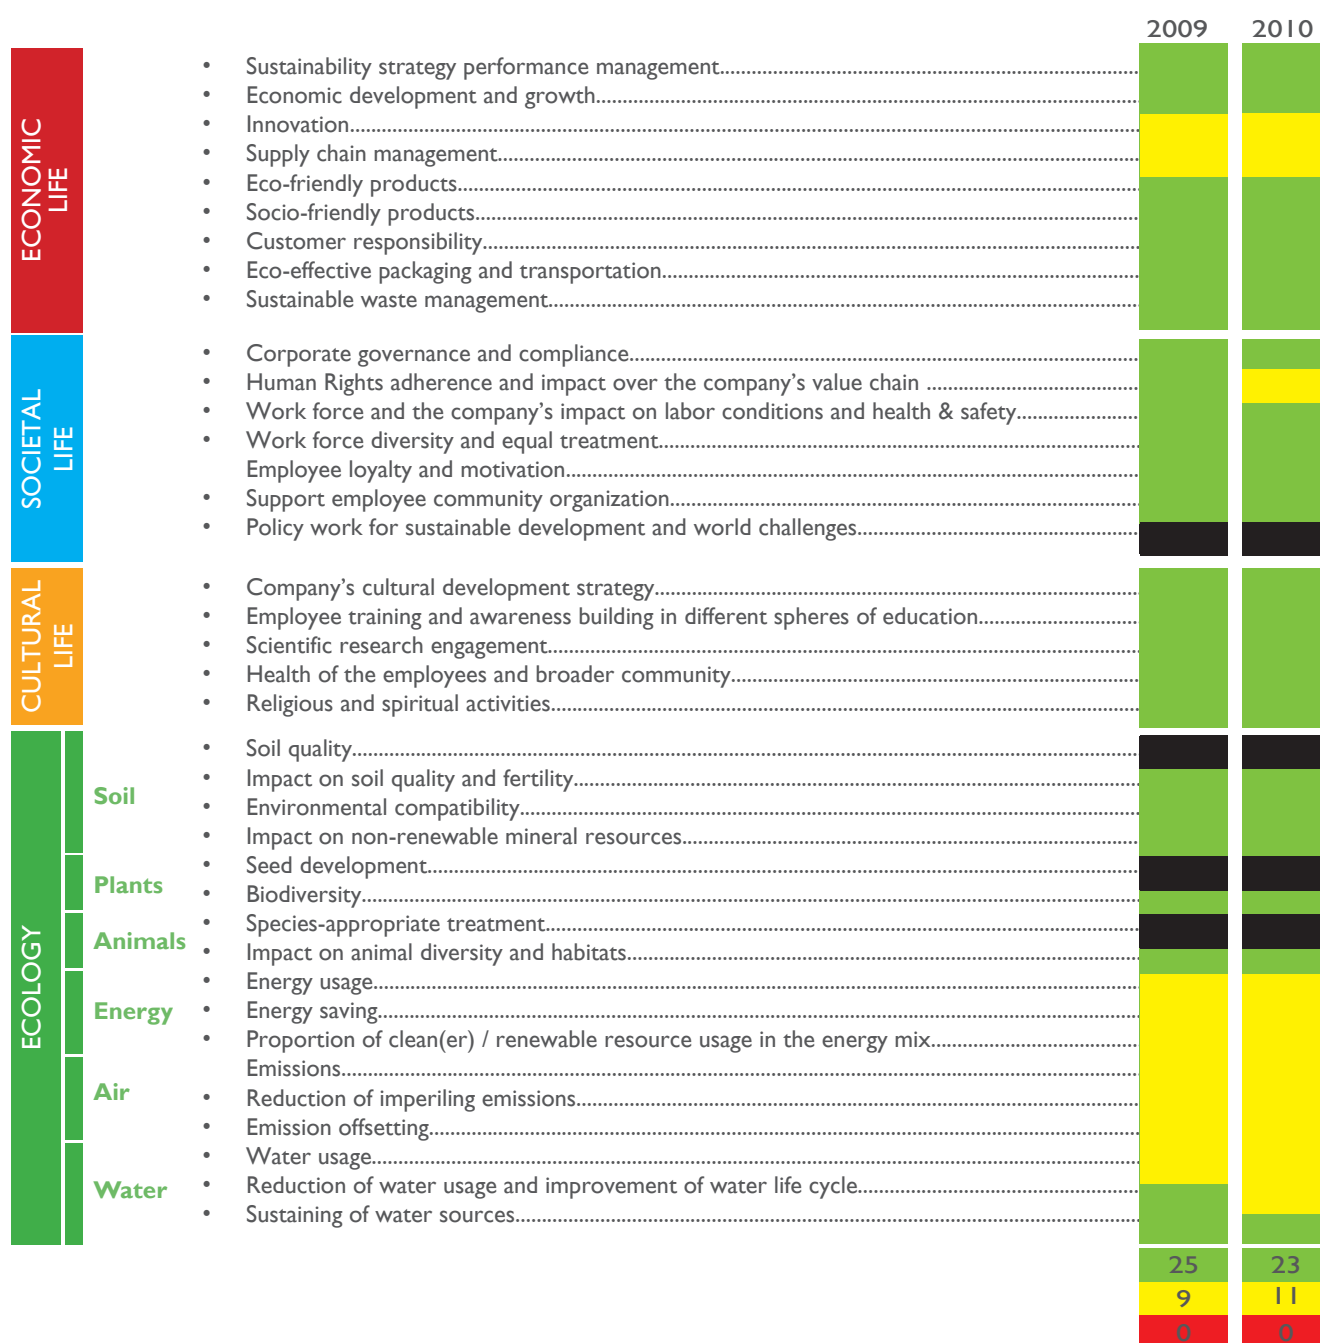 2009 2010
ECONOMIC
LIFE
• Sustainability strategy performance management
• Economic development and growth
• Innovation
• Supply chain management
• Eco-friendly products
• Socio-friendly products
• Customer responsibility
• Eco-effective packaging and transportation
• Sustainable waste management
SOCIETAL
LIFE
• Corporate governance and compliance
• Human Rights adherence and impact over the company's value chain
• Work force and the company's impact on labor conditions and health & safety
• Work force diversity and equal treatment
Employee loyalty and motivation
• Support employee community organization
• Policy work for sustainable development and world challenges
CULTURAL
LIFE
• Company's cultural development strategy
• Employee training and awareness building in different spheres of education
• Scientific research engagement
• Health of the employees and broader community
• Religious and spiritual activities
ECOLOGY
Soil
• Soil quality
• Impact on soil quality and fertility
• Environmental compatibility
• Impact on non-renewable mineral resources
Plants
• Seed development
• Biodiversity
Animals
• Species-appropriate treatment
• Impact on animal diversity and habitats
Energy
• Energy usage
• Energy saving
• Proportion of clean(er) / renewable resource usage in the energy mix
Air
Emissions
• Reduction of imperiling emissions
• Emission offsetting
Water
• Water usage
• Reduction of water usage and improvement of water life cycle
• Sustaining of water sources
25 23
9 11
0 0